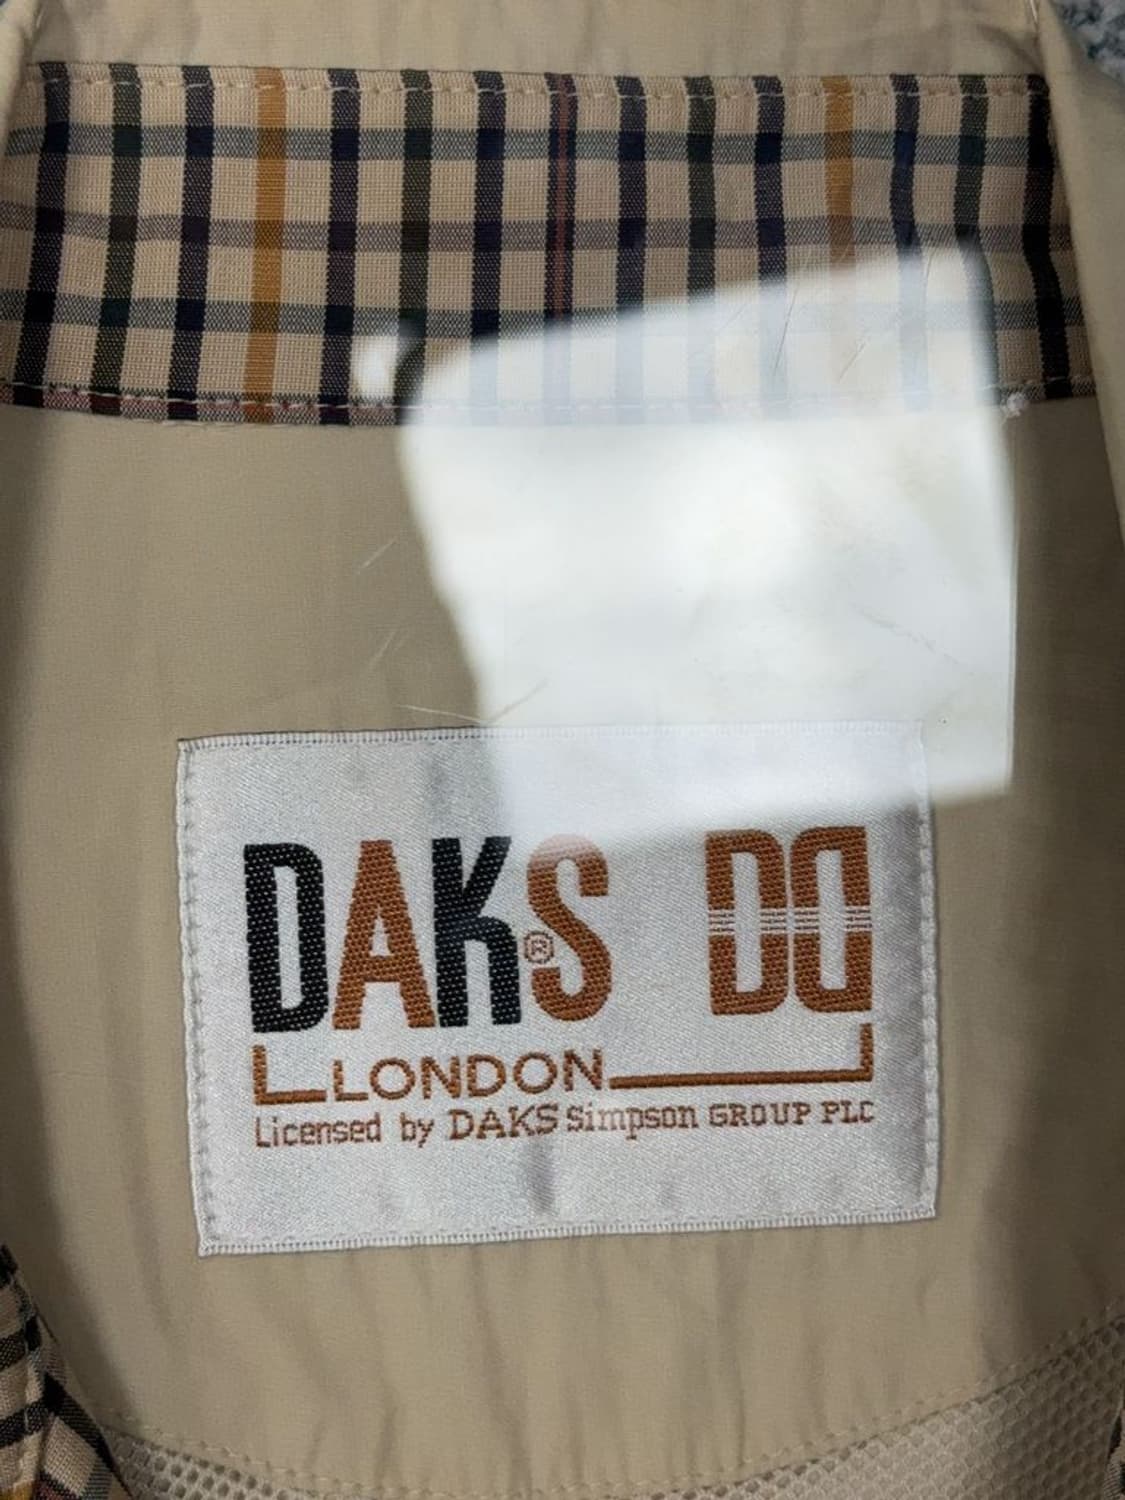 DAKS® DD
LONDON
Licensed by DAKS Simpson GROUP PLC